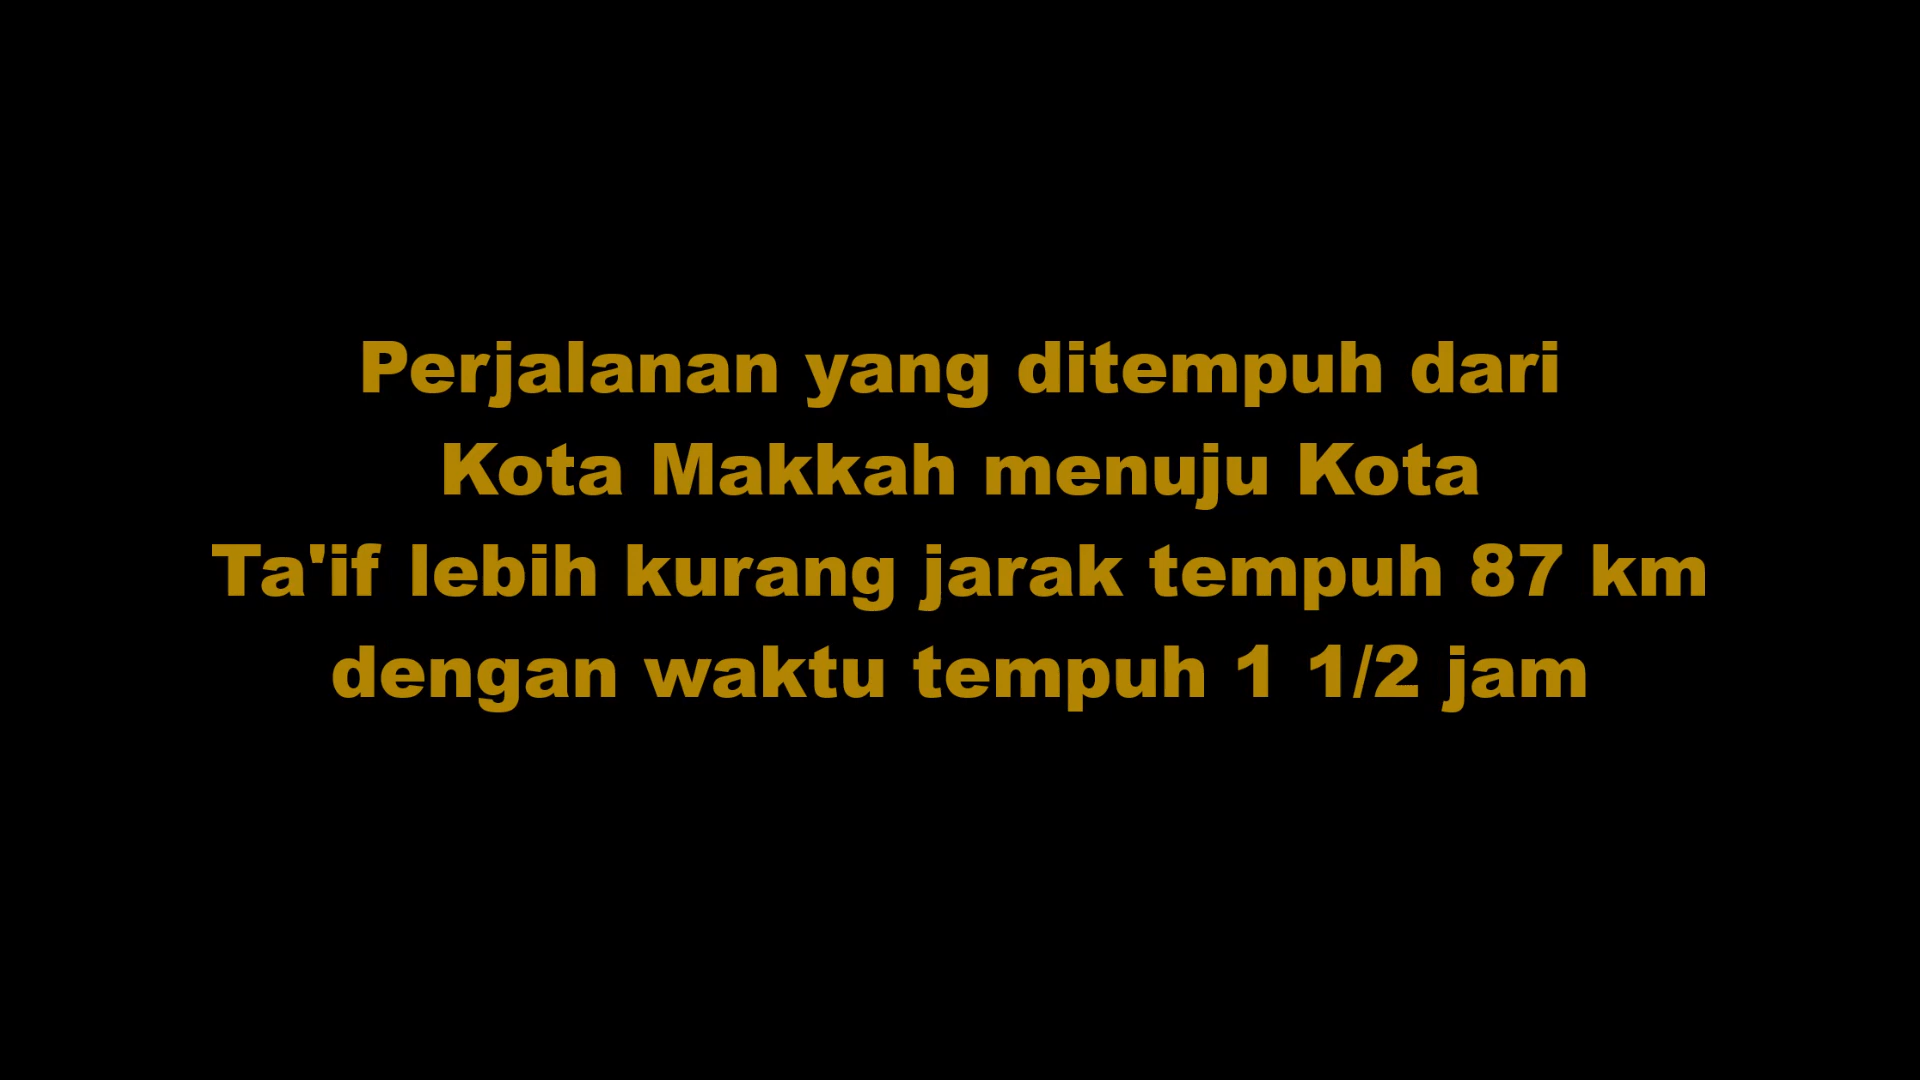 Perjalanan yang ditempuh dari
Kota Makkah menuju Kota
Ta'if lebih kurang jarak tempuh 87 km
dengan waktu tempuh 1 1/2 jam